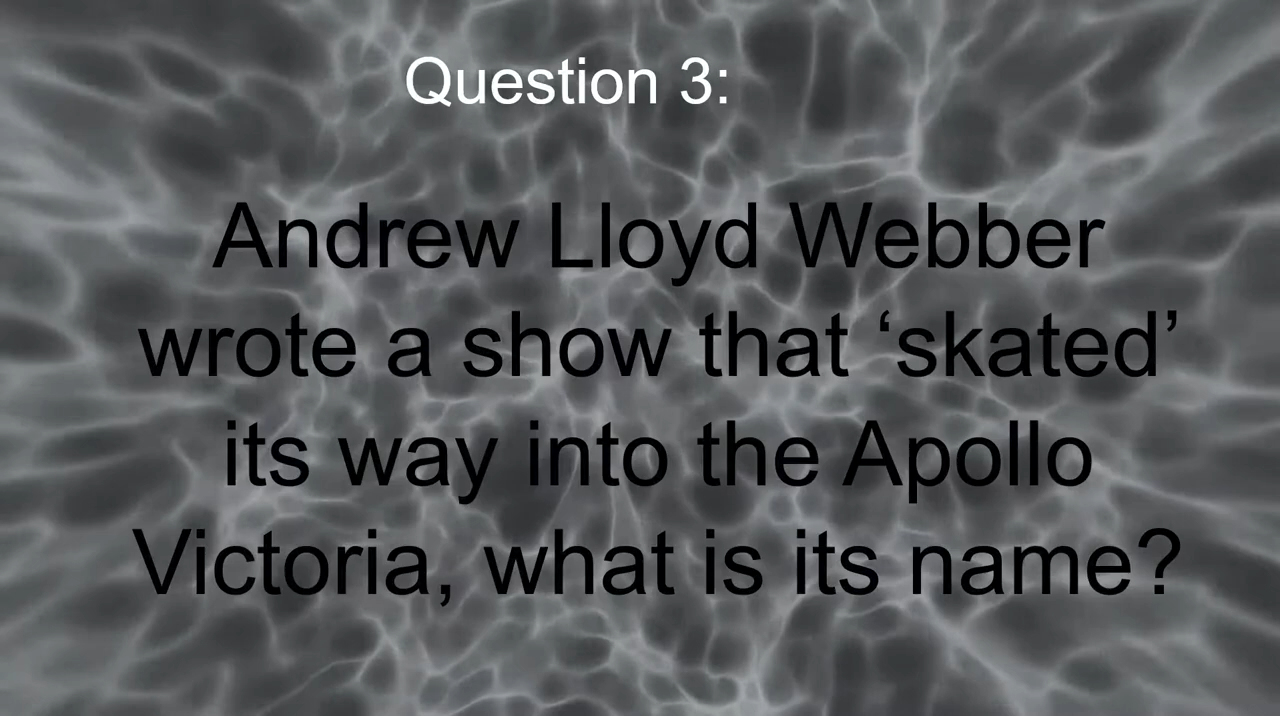 Question 3:
Andrew Lloyd Webber
wrote a show that ‘skated’
its way into the Apollo
Victoria, what is its name?